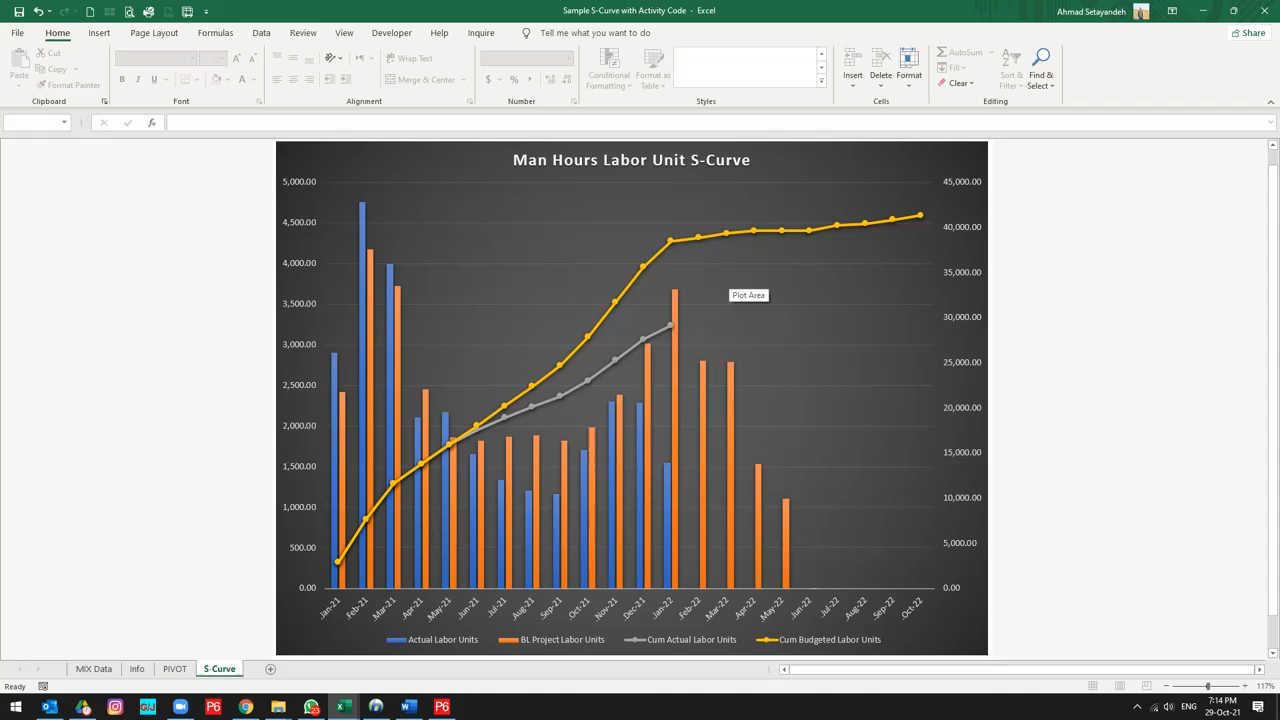 Sample S-Curve with Activity Code - Excel
Ahmad Setayandeh
File Home Insert Page Layout Formulas Data Review View Developer Help Inquire Tell me what you want to do
Share
Paste
Cut
Copy
Format Painter
B I U
Wrap Text
Merge & Center
$ % ,
Conditional Formatting
Format as Table
Insert
Delete
Format
AutoSum
Fill
Clear
Sort & Filter
Find & Select
Clipboard Font Alignment Number Styles Cells Editing
fx
Man Hours Labor Unit S-Curve
5,000.00
4,500.00
4,000.00
3,500.00
3,000.00
2,500.00
2,000.00
1,500.00
1,000.00
500.00
0.00
45,000.00
40,000.00
35,000.00
30,000.00
25,000.00
20,000.00
15,000.00
10,000.00
5,000.00
0.00
Plot Area
Jan-21 Feb-21 Mar-21 Apr-21 May-21 Jun-21 Jul-21 Aug-21 Sep-21 Oct-21 Nov-21 Dec-21 Jan-22 Feb-22 Mar-22 Apr-22 May-22 Jun-22 Jul-22 Aug-22 Sep-22 Oct-22
Actual Labor Units BL Project Labor Units Cum Actual Labor Units Cum Budgeted Labor Units
MIX Data Info PIVOT S-Curve
Ready
117%
P6
G/J
23
P6
ENG
7:14 PM
29-Oct-21